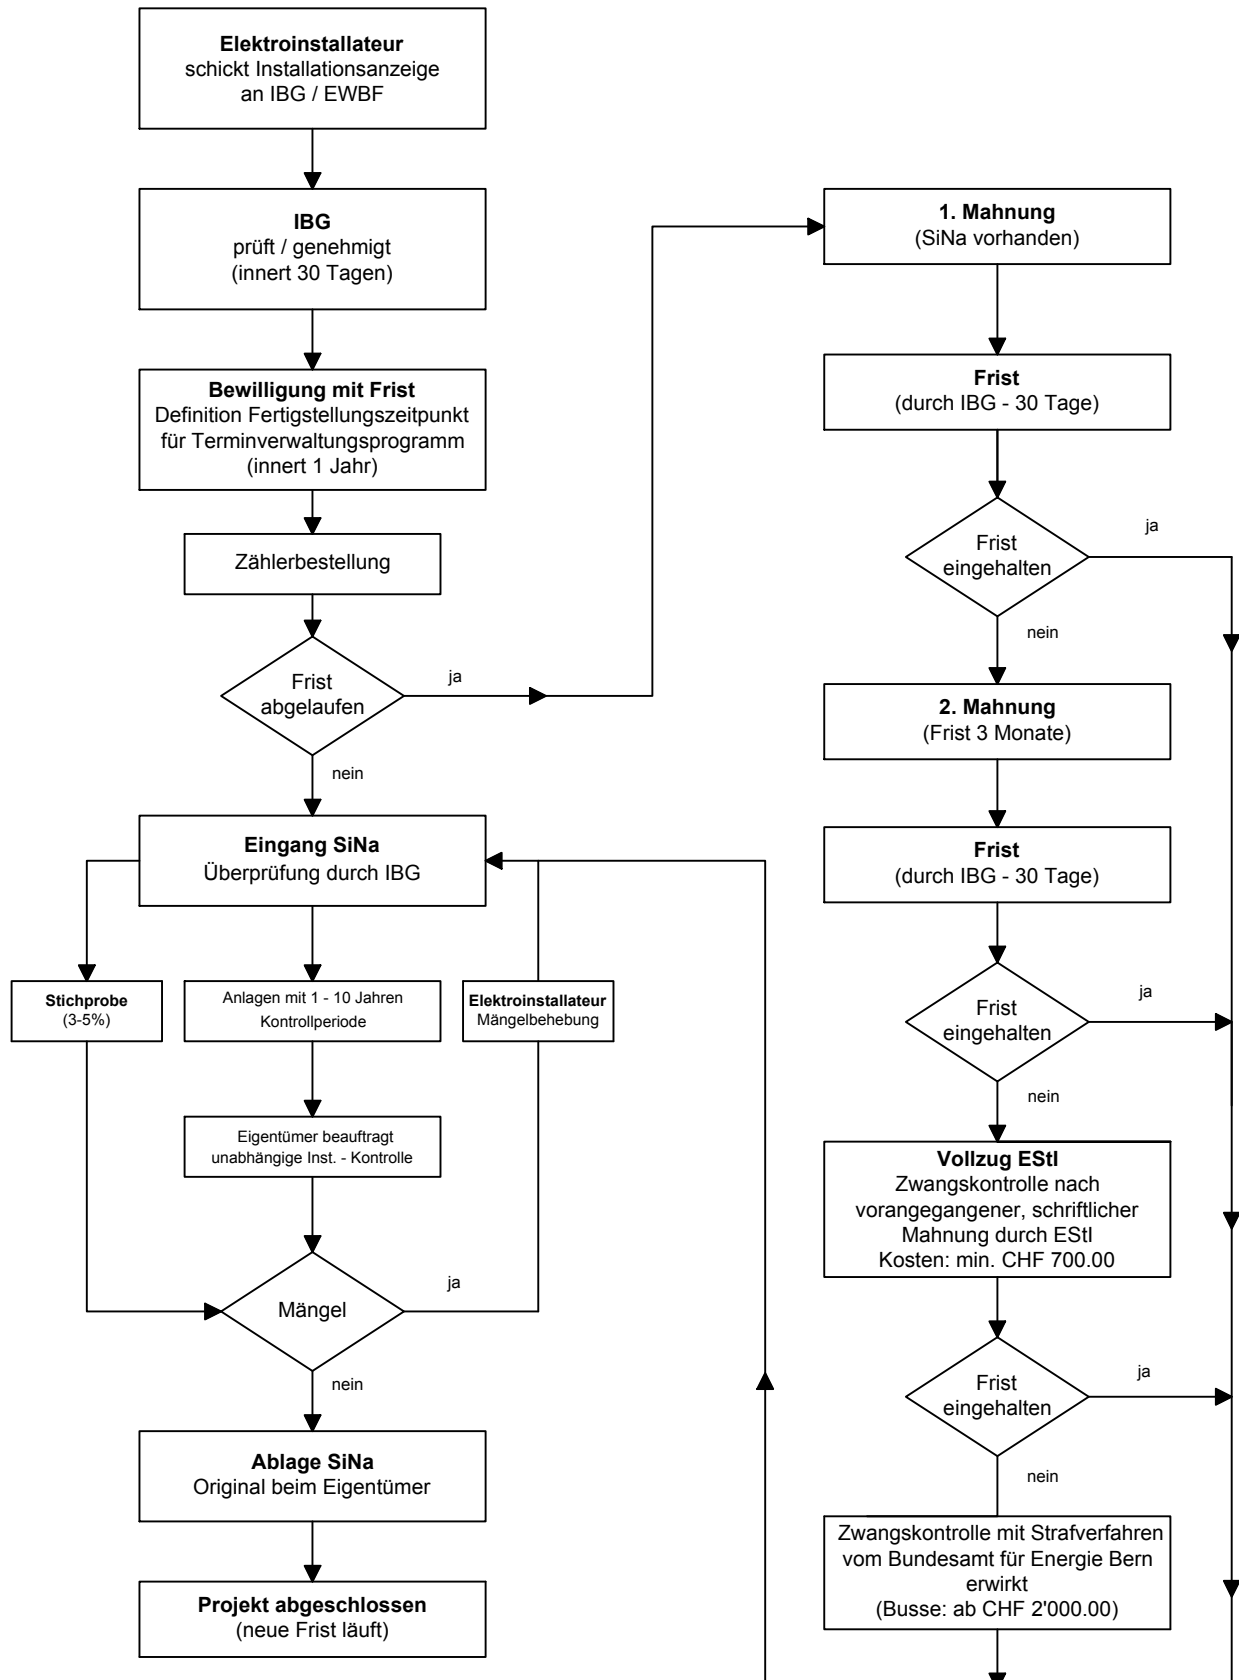 Elektroinstallateur
schickt Installationsanzeige
an IBG / EWBF
IBG
prüft / genehmigt
(innert 30 Tagen)
Bewilligung mit Frist
Definition Fertigstellungszeitpunkt
für Terminverwaltungsprogramm
(innert 1 Jahr)
Zählerbestellung
Frist
abgelaufen
ja
nein
Eingang SiNa
Überprüfung durch IBG
Stichprobe
(3-5%)
Anlagen mit 1 - 10 Jahren
Kontrollperiode
Elektroinstallateur
Mängelbehebung
Eigentümer beauftragt
unabhängige Inst. - Kontrolle
Mängel
ja
nein
Ablage SiNa
Original beim Eigentümer
Projekt abgeschlossen
(neue Frist läuft)
1. Mahnung
(SiNa vorhanden)
Frist
(durch IBG - 30 Tage)
Frist
eingehalten
ja
nein
2. Mahnung
(Frist 3 Monate)
Frist
(durch IBG - 30 Tage)
Frist
eingehalten
ja
nein
Vollzug EStI
Zwangskontrolle nach
vorangegangener, schriftlicher
Mahnung durch EStI
Kosten: min. CHF 700.00
Frist
eingehalten
ja
nein
Zwangskontrolle mit Strafverfahren
vom Bundesamt für Energie Bern
erwirkt
(Busse: ab CHF 2'000.00)